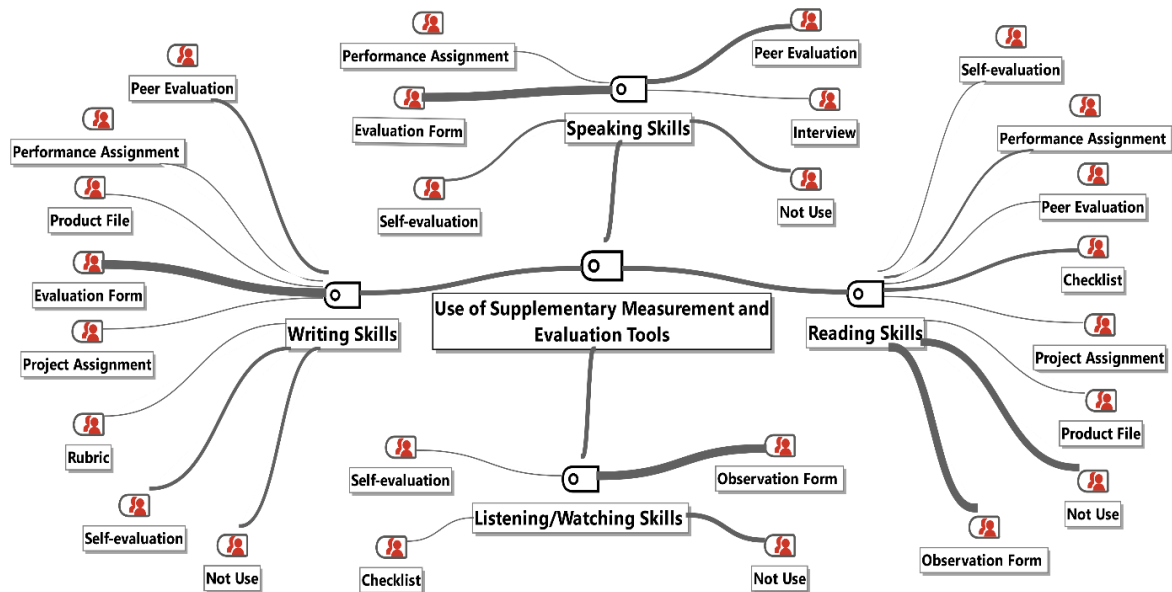 Performance Assignment
Peer Evaluation
Evaluation Form
Interview
Speaking Skills
Self-evaluation
Not Use
Peer Evaluation
Performance Assignment
Product File
Evaluation Form
Project Assignment
Writing Skills
Rubric
Self-evaluation
Not Use
Use of Supplementary Measurement and
Evaluation Tools
Self-evaluation
Performance Assignment
Peer Evaluation
Checklist
Reading Skills
Project Assignment
Product File
Not Use
Observation Form
Self-evaluation
Observation Form
Listening/Watching Skills
Checklist
Not Use